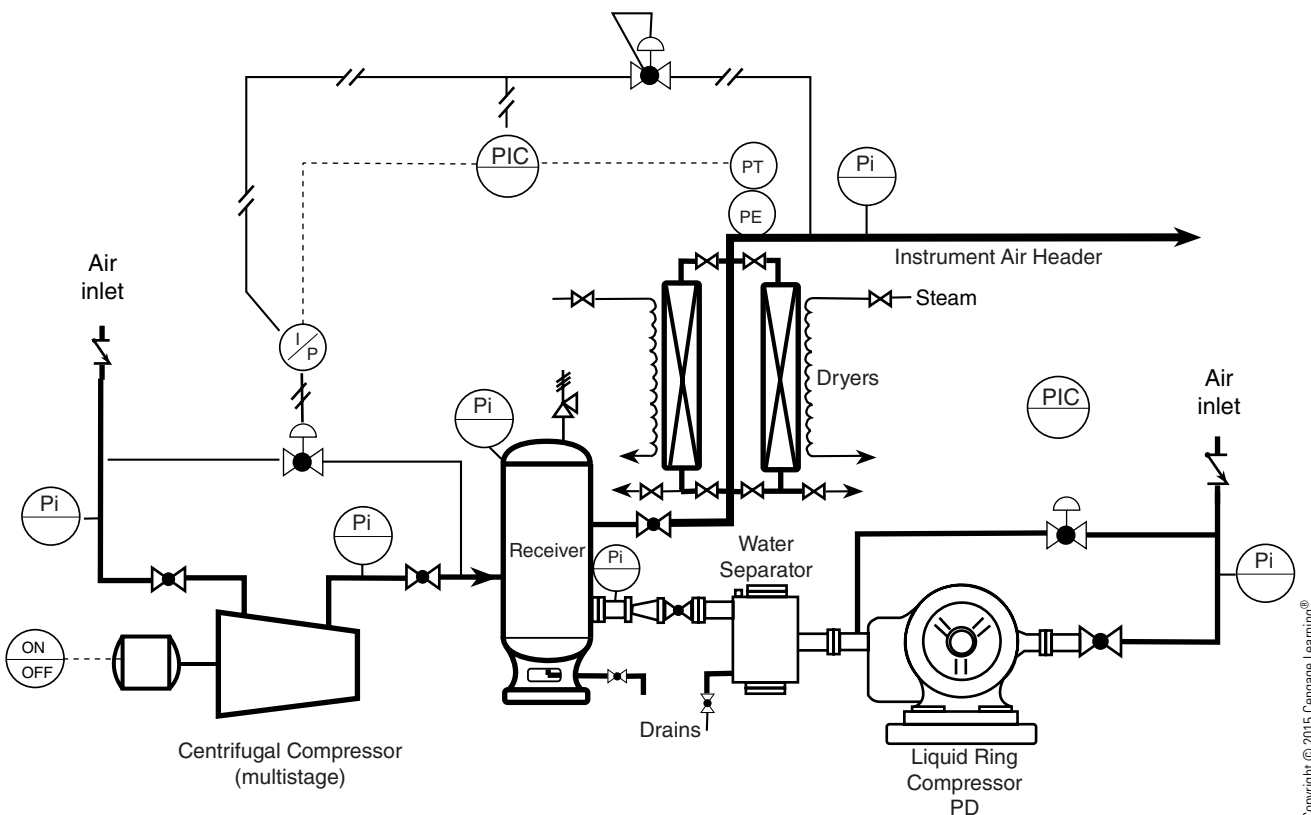 PIC
PT
PE
Pi
Instrument Air Header
Air
inlet
Steam
I/P
Dryers
PIC
Air
inlet
Pi
Pi
Pi
Receiver
Pi
Water
Separator
Pi
ON
OFF
Drains
Centrifugal Compressor
(multistage)
Liquid Ring
Compressor
PD
Copyright © 2015 Cengage Learning®